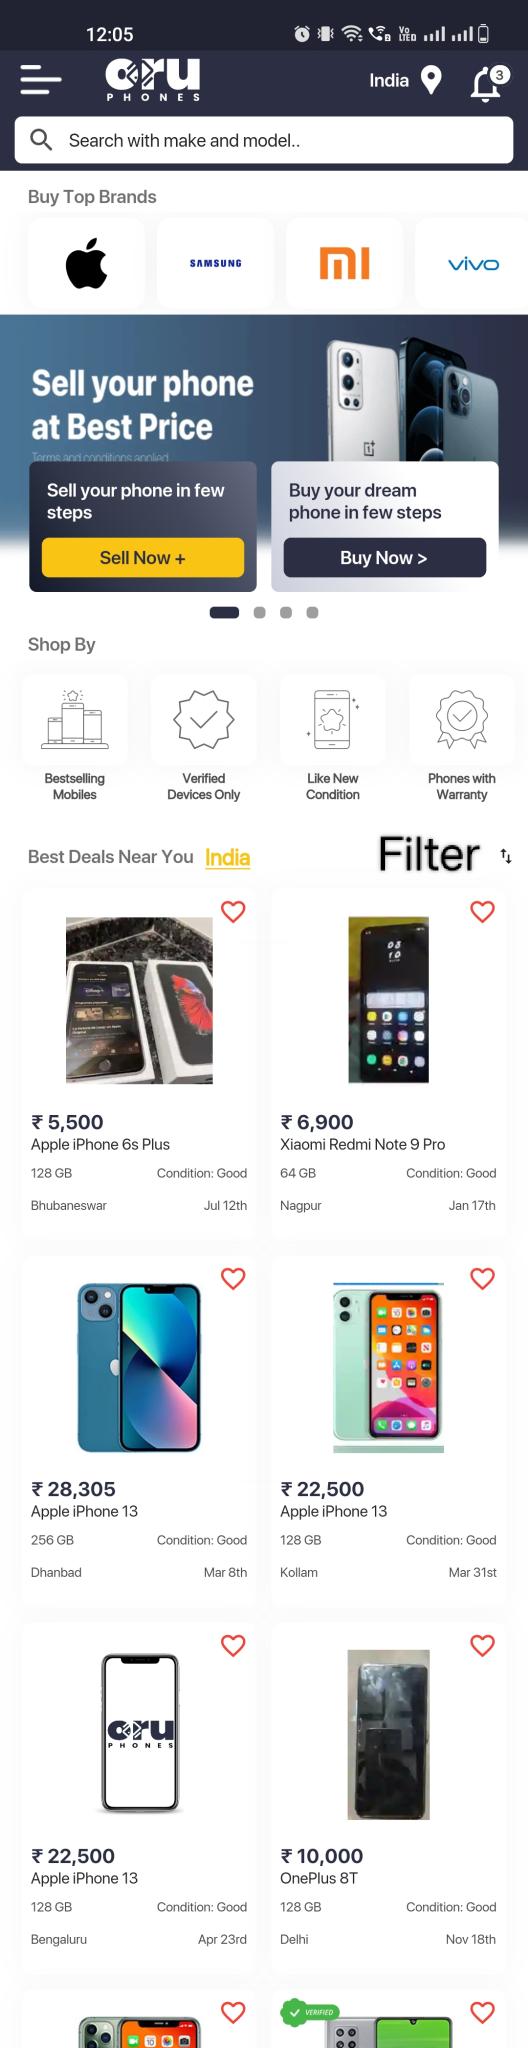 12:05
Vo
LTED
oru
PHONES
India
3
Search with make and model..
Buy Top Brands
SAMSUNG
mi
vivo
Sell your phone
at Best Price
Terms and conditions applied
Sell your phone in few
steps
Sell Now +
Buy your dream
phone in few steps
Buy Now >
Shop By
Bestselling
Mobiles
Verified
Devices Only
Like New
Condition
Phones with
Warranty
Best Deals Near You India
Filter
₹ 5,500
Apple iPhone 6s Plus
128 GB Condition: Good
Bhubaneswar Jul 12th
03
10
₹ 6,900
Xiaomi Redmi Note 9 Pro
64 GB Condition: Good
Nagpur Jan 17th
₹ 28,305
Apple iPhone 13
256 GB Condition: Good
Dhanbad Mar 8th
₹ 22,500
Apple iPhone 13
128 GB Condition: Good
Kollam Mar 31st
oru
PHONES
₹ 22,500
Apple iPhone 13
128 GB Condition: Good
Bengaluru Apr 23rd
₹ 10,000
OnePlus 8T
128 GB Condition: Good
Delhi Nov 18th
VERIFIED